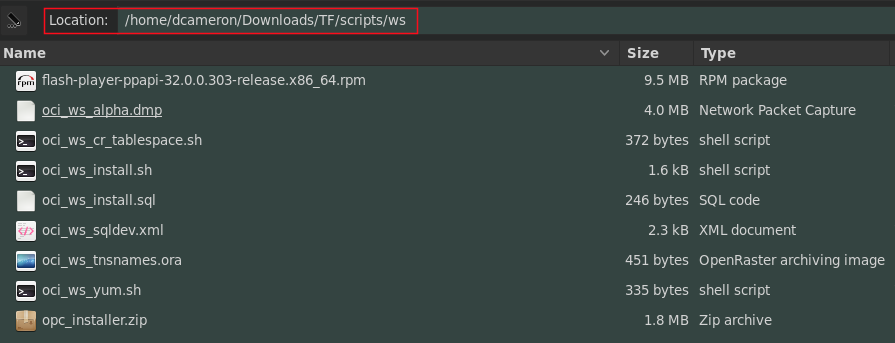 Location: /home/dcameron/Downloads/TF/scripts/ws
Name Size Type
rpm flash-player-ppapi-32.0.0.303-release.x86_64.rpm 9.5 MB RPM package
oci_ws_alpha.dmp 4.0 MB Network Packet Capture
oci_ws_cr_tablespace.sh 372 bytes shell script
oci_ws_install.sh 1.6 kB shell script
oci_ws_install.sql 246 bytes SQL code
oci_ws_sqldev.xml 2.3 kB XML document
oci_ws_tnsnames.ora 451 bytes OpenRaster archiving image
oci_ws_yum.sh 335 bytes shell script
opc_installer.zip 1.8 MB Zip archive